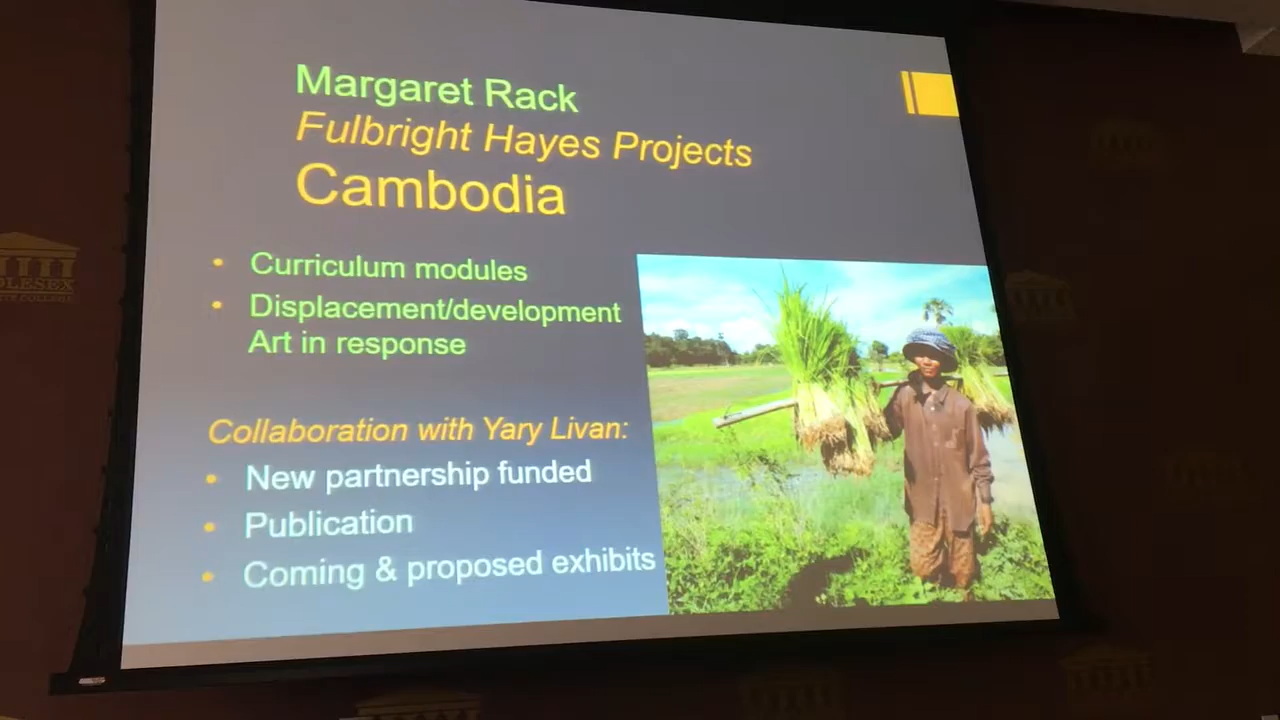 Margaret Rack
Fulbright Hayes Projects
Cambodia
• Curriculum modules
• Displacement/development
Art in response
Collaboration with Yary Livan:
• New partnership funded
• Publication
• Coming & proposed exhibits